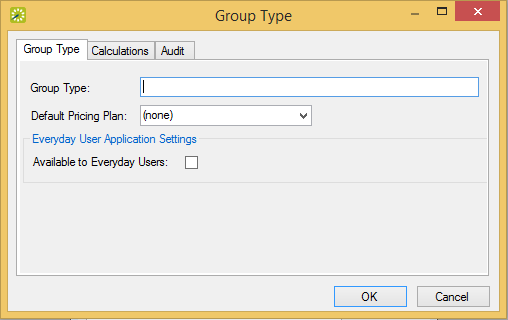 Group Type
Group Type Calculations Audit
Group Type:
Default Pricing Plan: (none)
Everyday User Application Settings
Available to Everyday Users:
OK Cancel